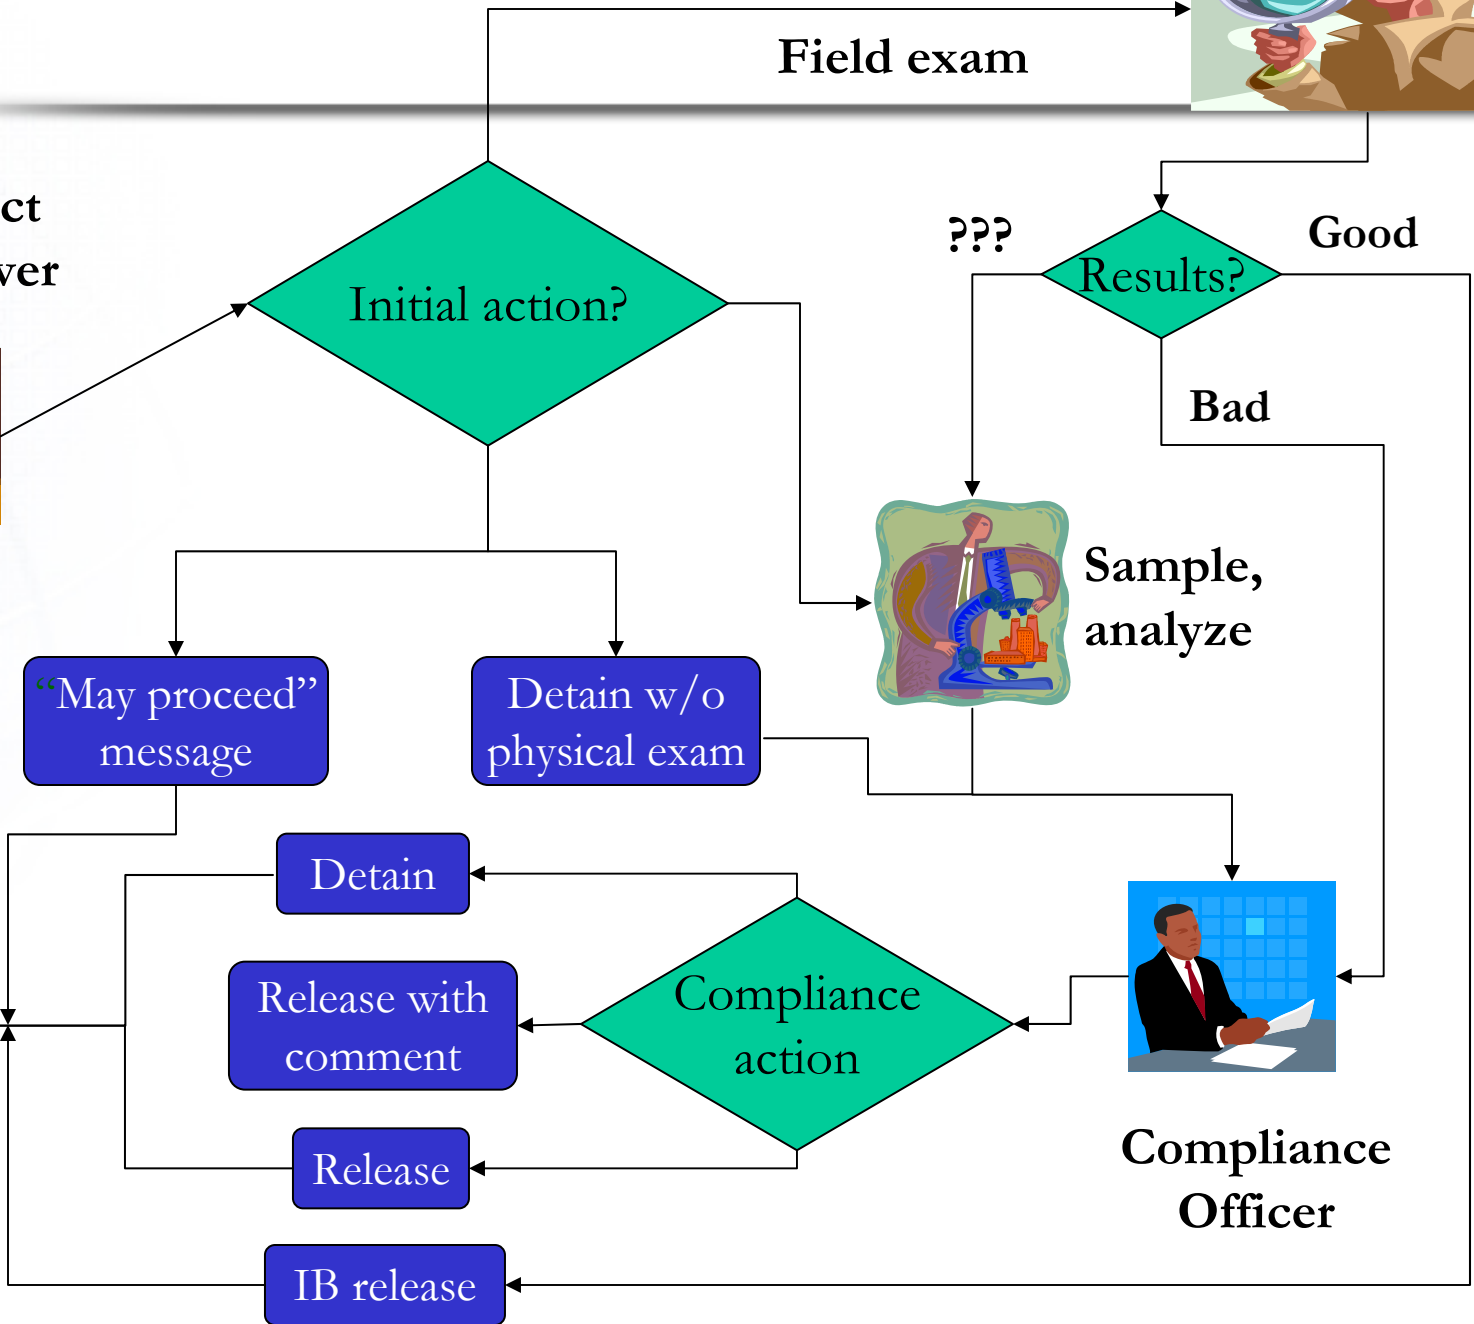 Field exam
ct
ver
???
Good
Initial action?
Results?
Bad
Sample,
analyze
“May proceed”
message
Detain w/o
physical exam
Detain
Release with
comment
Compliance
action
Release
Compliance
Officer
IB release